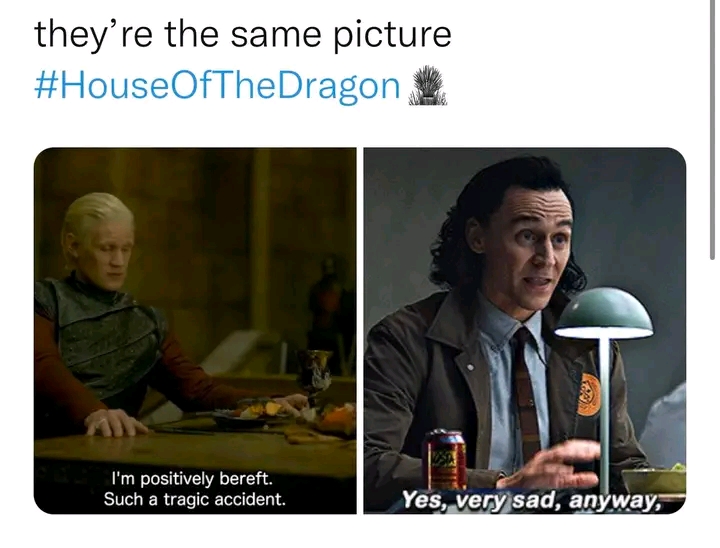 they’re the same picture
#HouseOfTheDragon
I'm positively bereft.
Such a tragic accident.
Yes, very sad, anyway,